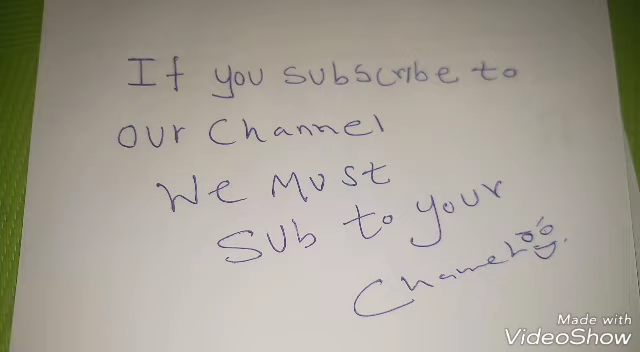 If you subscribe to
our Channel
We Must
Sub to your
Channel
Made with
VideoShow